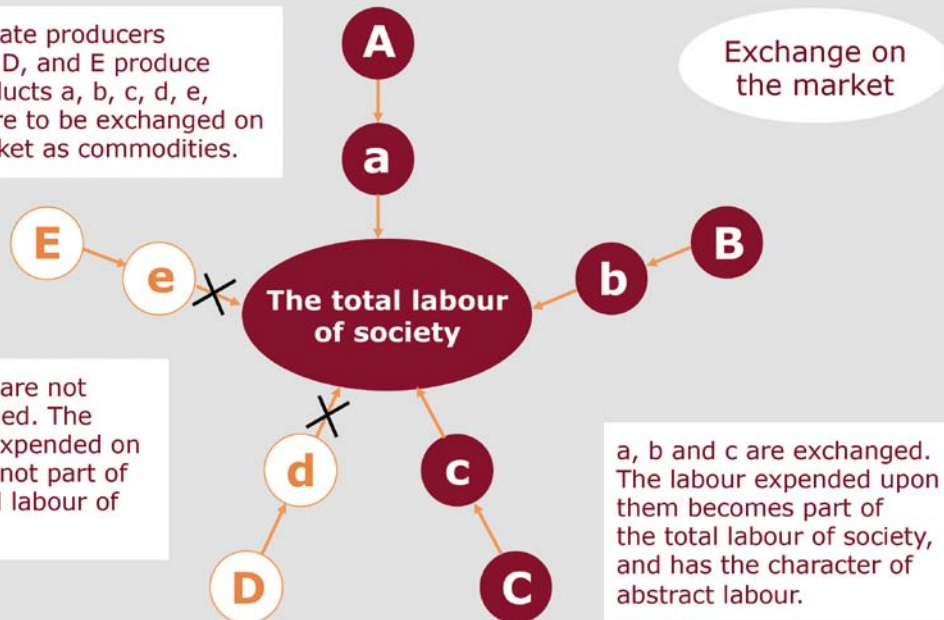 ate producers
D, and E produce
ducts a, b, c, d, e,
re to be exchanged on
ket as commodities.
A
a
Exchange on
the market
E
e
b
B
The total labour
of society
are not
ed. The
xpended on
not part of
l labour of
d
D
c
C
a, b and c are exchanged.
The labour expended upon
them becomes part of
the total labour of society,
and has the character of
abstract labour.